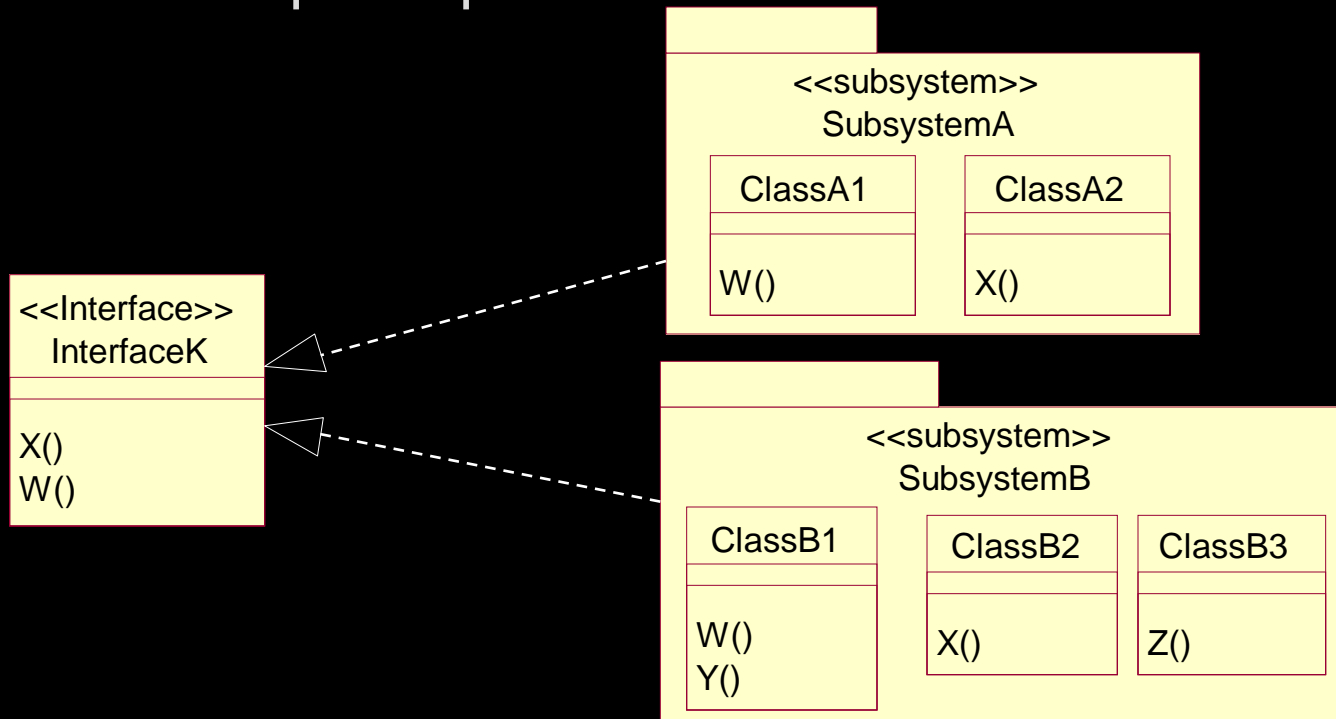 <<Interface>>
InterfaceK
X()
W()
<<subsystem>>
SubsystemA
ClassA1
W()
ClassA2
X()
<<subsystem>>
SubsystemB
ClassB1
W()
Y()
ClassB2
X()
ClassB3
Z()